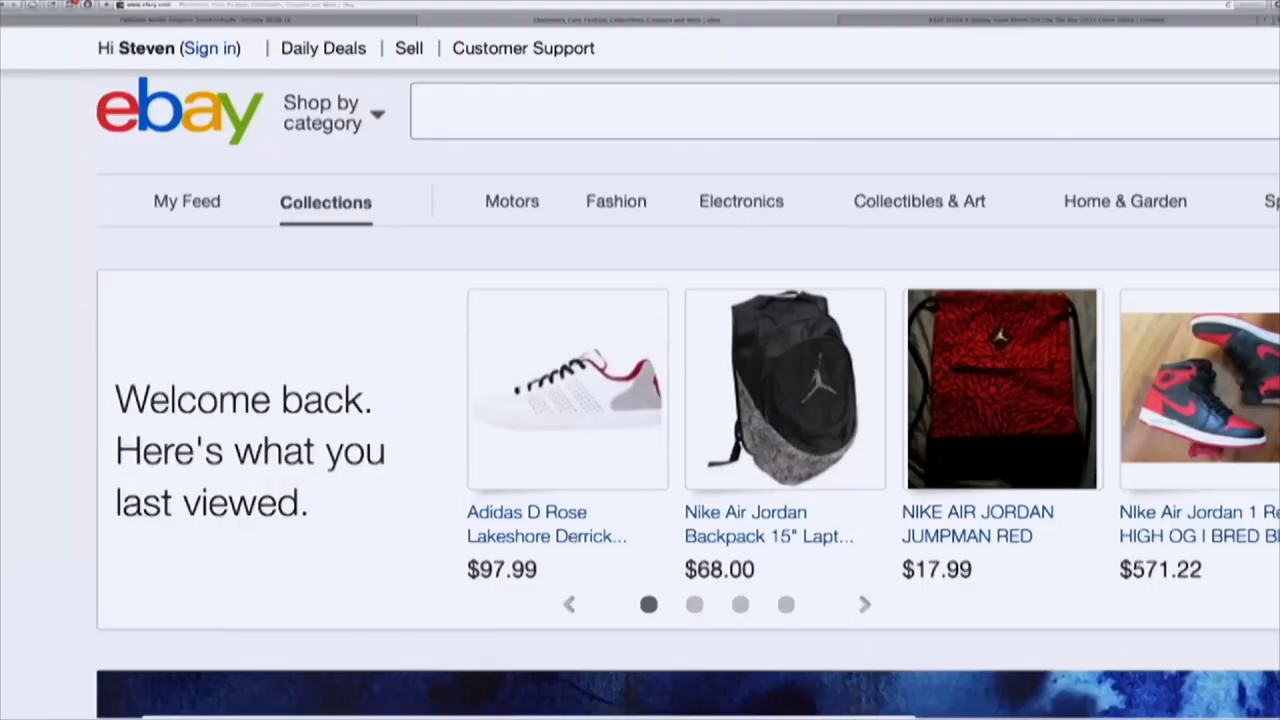 Hi Steven (Sign in) | Daily Deals | Sell | Customer Support
ebay
Shop by
category
My Feed Collections Motors Fashion Electronics Collectibles & Art Home & Garden Sp
Welcome back.
Here's what you
last viewed.
Adidas D Rose
Lakeshore Derrick...
$97.99
Nike Air Jordan
Backpack 15" Lapt...
$68.00
NIKE AIR JORDAN
JUMPMAN RED
$17.99
Nike Air Jordan 1 Re
HIGH OG I BRED Bl
$571.22